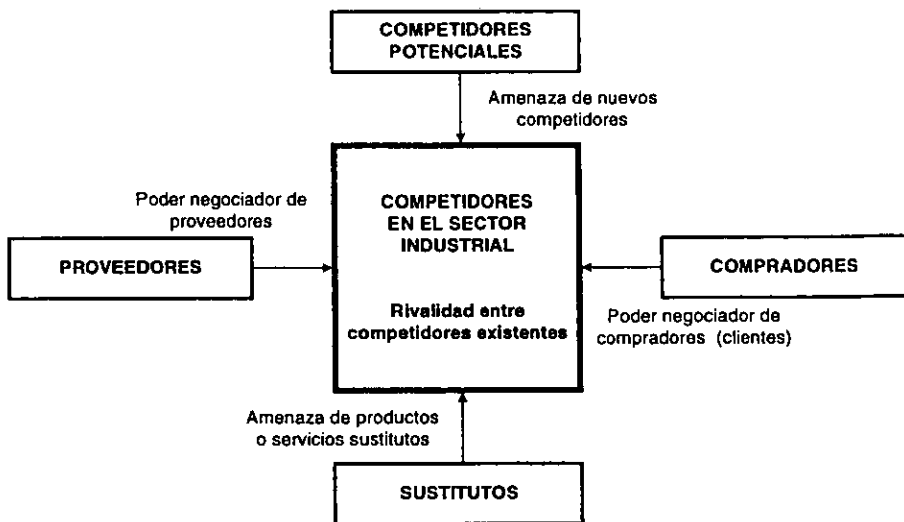 COMPETIDORES
POTENCIALES
Amenaza de nuevos
competidores
Poder negociador de
proveedores
PROVEEDORES
COMPETIDORES
EN EL SECTOR
INDUSTRIAL
Rivalidad entre
competidores existentes
COMPRADORES
Poder negociador de
compradores (clientes)
Amenaza de productos
o servicios sustitutos
SUSTITUTOS